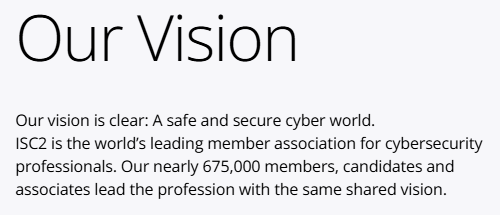 Our Vision
Our vision is clear: A safe and secure cyber world.
ISC2 is the world’s leading member association for cybersecurity
professionals. Our nearly 675,000 members, candidates and
associates lead the profession with the same shared vision.